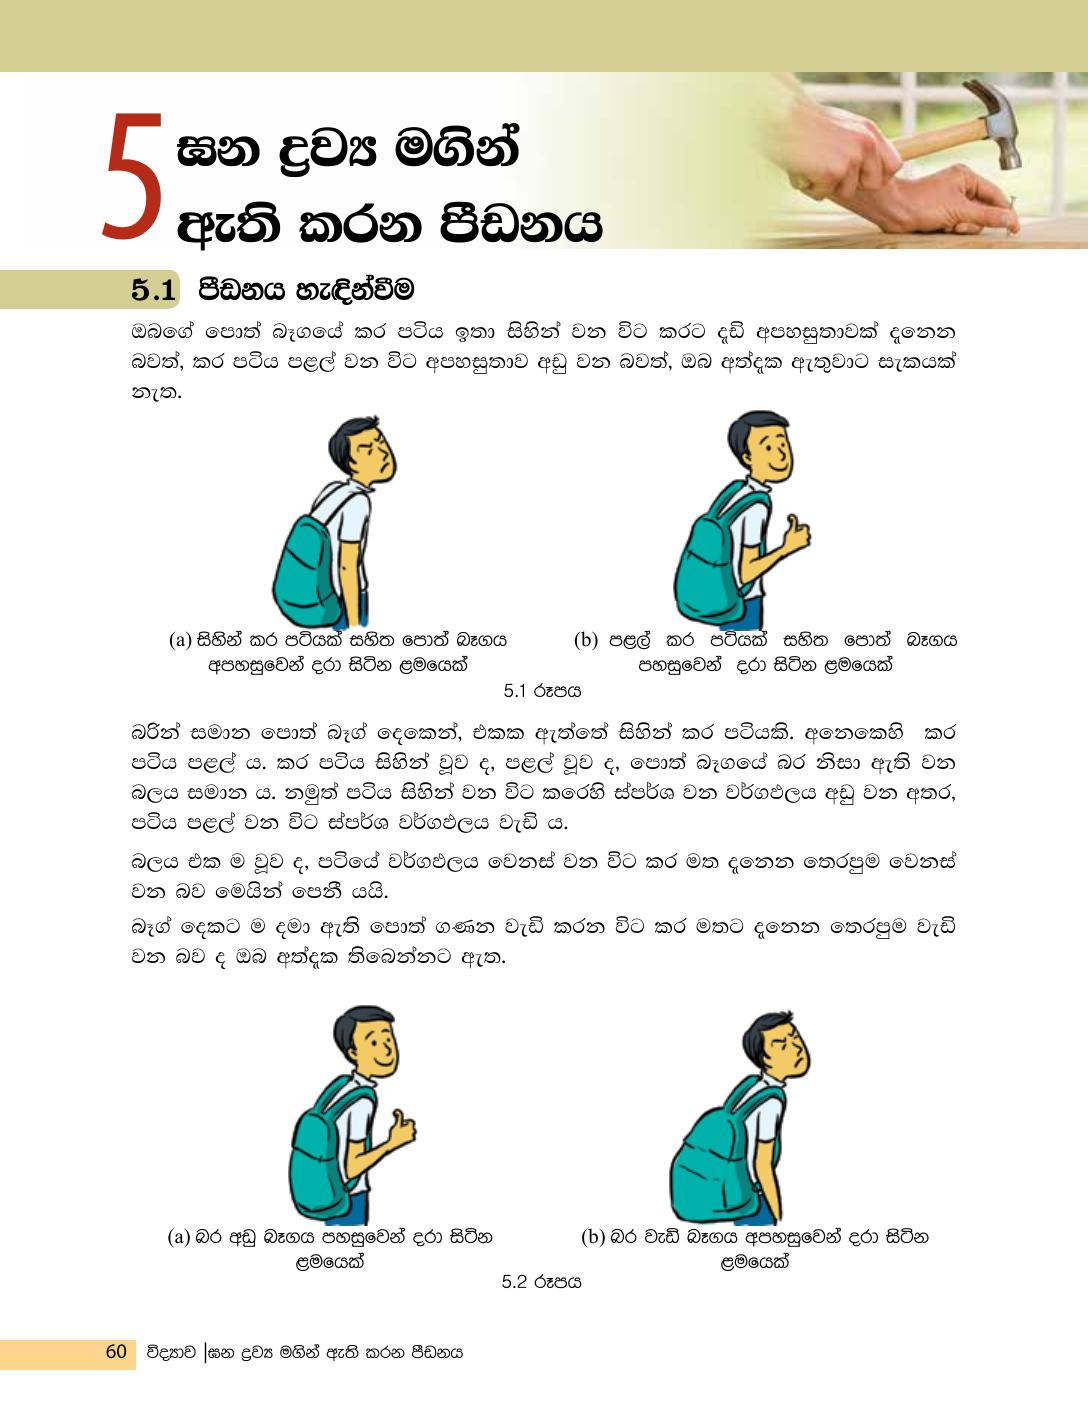 5
ඝන ද්‍රව්‍ය මගින්
ඇති කරන පීඩනය
5.1 පීඩනය හැඳින්වීම
ඔබගේ පොත් බෑගයේ කර පටිය ඉතා සිහින් වන විට කරට දැඩි අපහසුතාවක් දැනෙන
බවත්, කර පටිය පළල් වන විට අපහසුතාව අඩු වන බවත්, ඔබ අත්දැක ඇතුවාට සැකයක්
නැත.
(a) සිහින් කර පටියක් සහිත පොත් බෑගය
අපහසුවෙන් දරා සිටින ළමයෙක්
(b) පළල් කර පටියක් සහිත පොත් බෑගය
පහසුවෙන් දරා සිටින ළමයෙක්
5.1 රූපය
බරින් සමාන පොත් බෑග් දෙකෙන්, එකක ඇත්තේ සිහින් කර පටියකි. අනෙකෙහි කර
පටිය පළල් ය. කර පටිය සිහින් වූව ද, පළල් වූව ද, පොත් බෑගයේ බර නිසා ඇති වන
බලය සමාන ය. නමුත් පටිය සිහින් වන විට කරෙහි ස්පර්ශ වන වර්ගඵලය අඩු වන අතර,
පටිය පළල් වන විට ස්පර්ශ වර්ගඵලය වැඩි ය.
බලය එක ම වූව ද, පටියේ වර්ගඵලය වෙනස් වන විට කර මත දැනෙන තෙරපුම වෙනස්
වන බව මෙයින් පෙනී යයි.
බෑග් දෙකට ම දමා ඇති පොත් ගණන වැඩි කරන විට කර මතට දැනෙන තෙරපුම වැඩි
වන බව ද ඔබ අත්දැක තිබෙන්නට ඇත.
(a) බර අඩු බෑගය පහසුවෙන් දරා සිටින
ළමයෙක්
(b) බර වැඩි බෑගය අපහසුවෙන් දරා සිටින
ළමයෙක්
5.2 රූපය
60 විද්‍යාව |ඝන ද්‍රව්‍ය මගින් ඇති කරන පීඩනය